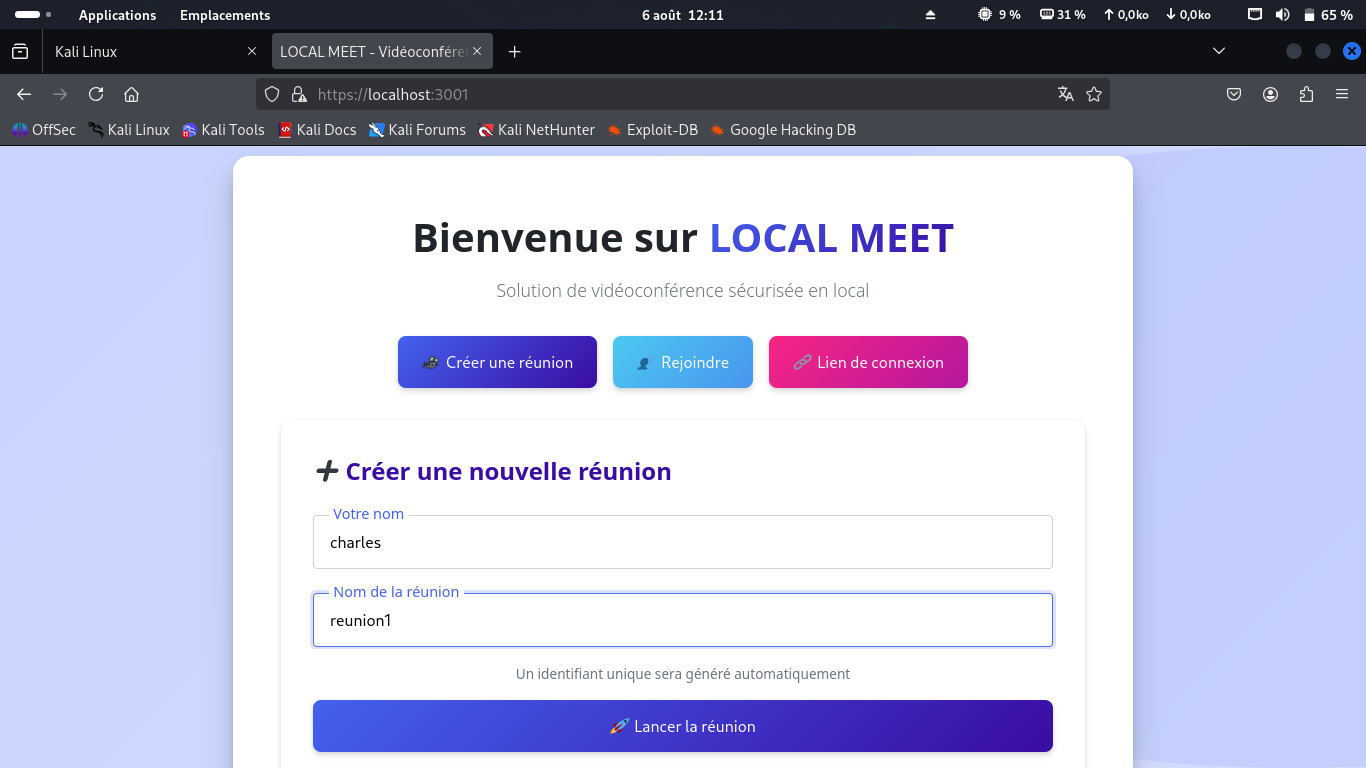 Applications Emplacements 6 août 12:11 9 % 31 % 0,0ko 0,0ko 65 %
Kali Linux LOCAL MEET - Vidéoconfére
https://localhost:3001
OffSec Kali Linux Kali Tools Kali Docs Kali Forums Kali NetHunter Exploit-DB Google Hacking DB
Bienvenue sur LOCAL MEET
Solution de vidéoconférence sécurisée en local
Créer une réunion Rejoindre Lien de connexion
Créer une nouvelle réunion
Votre nom
charles
Nom de la réunion
reunion1
Un identifiant unique sera généré automatiquement
Lancer la réunion